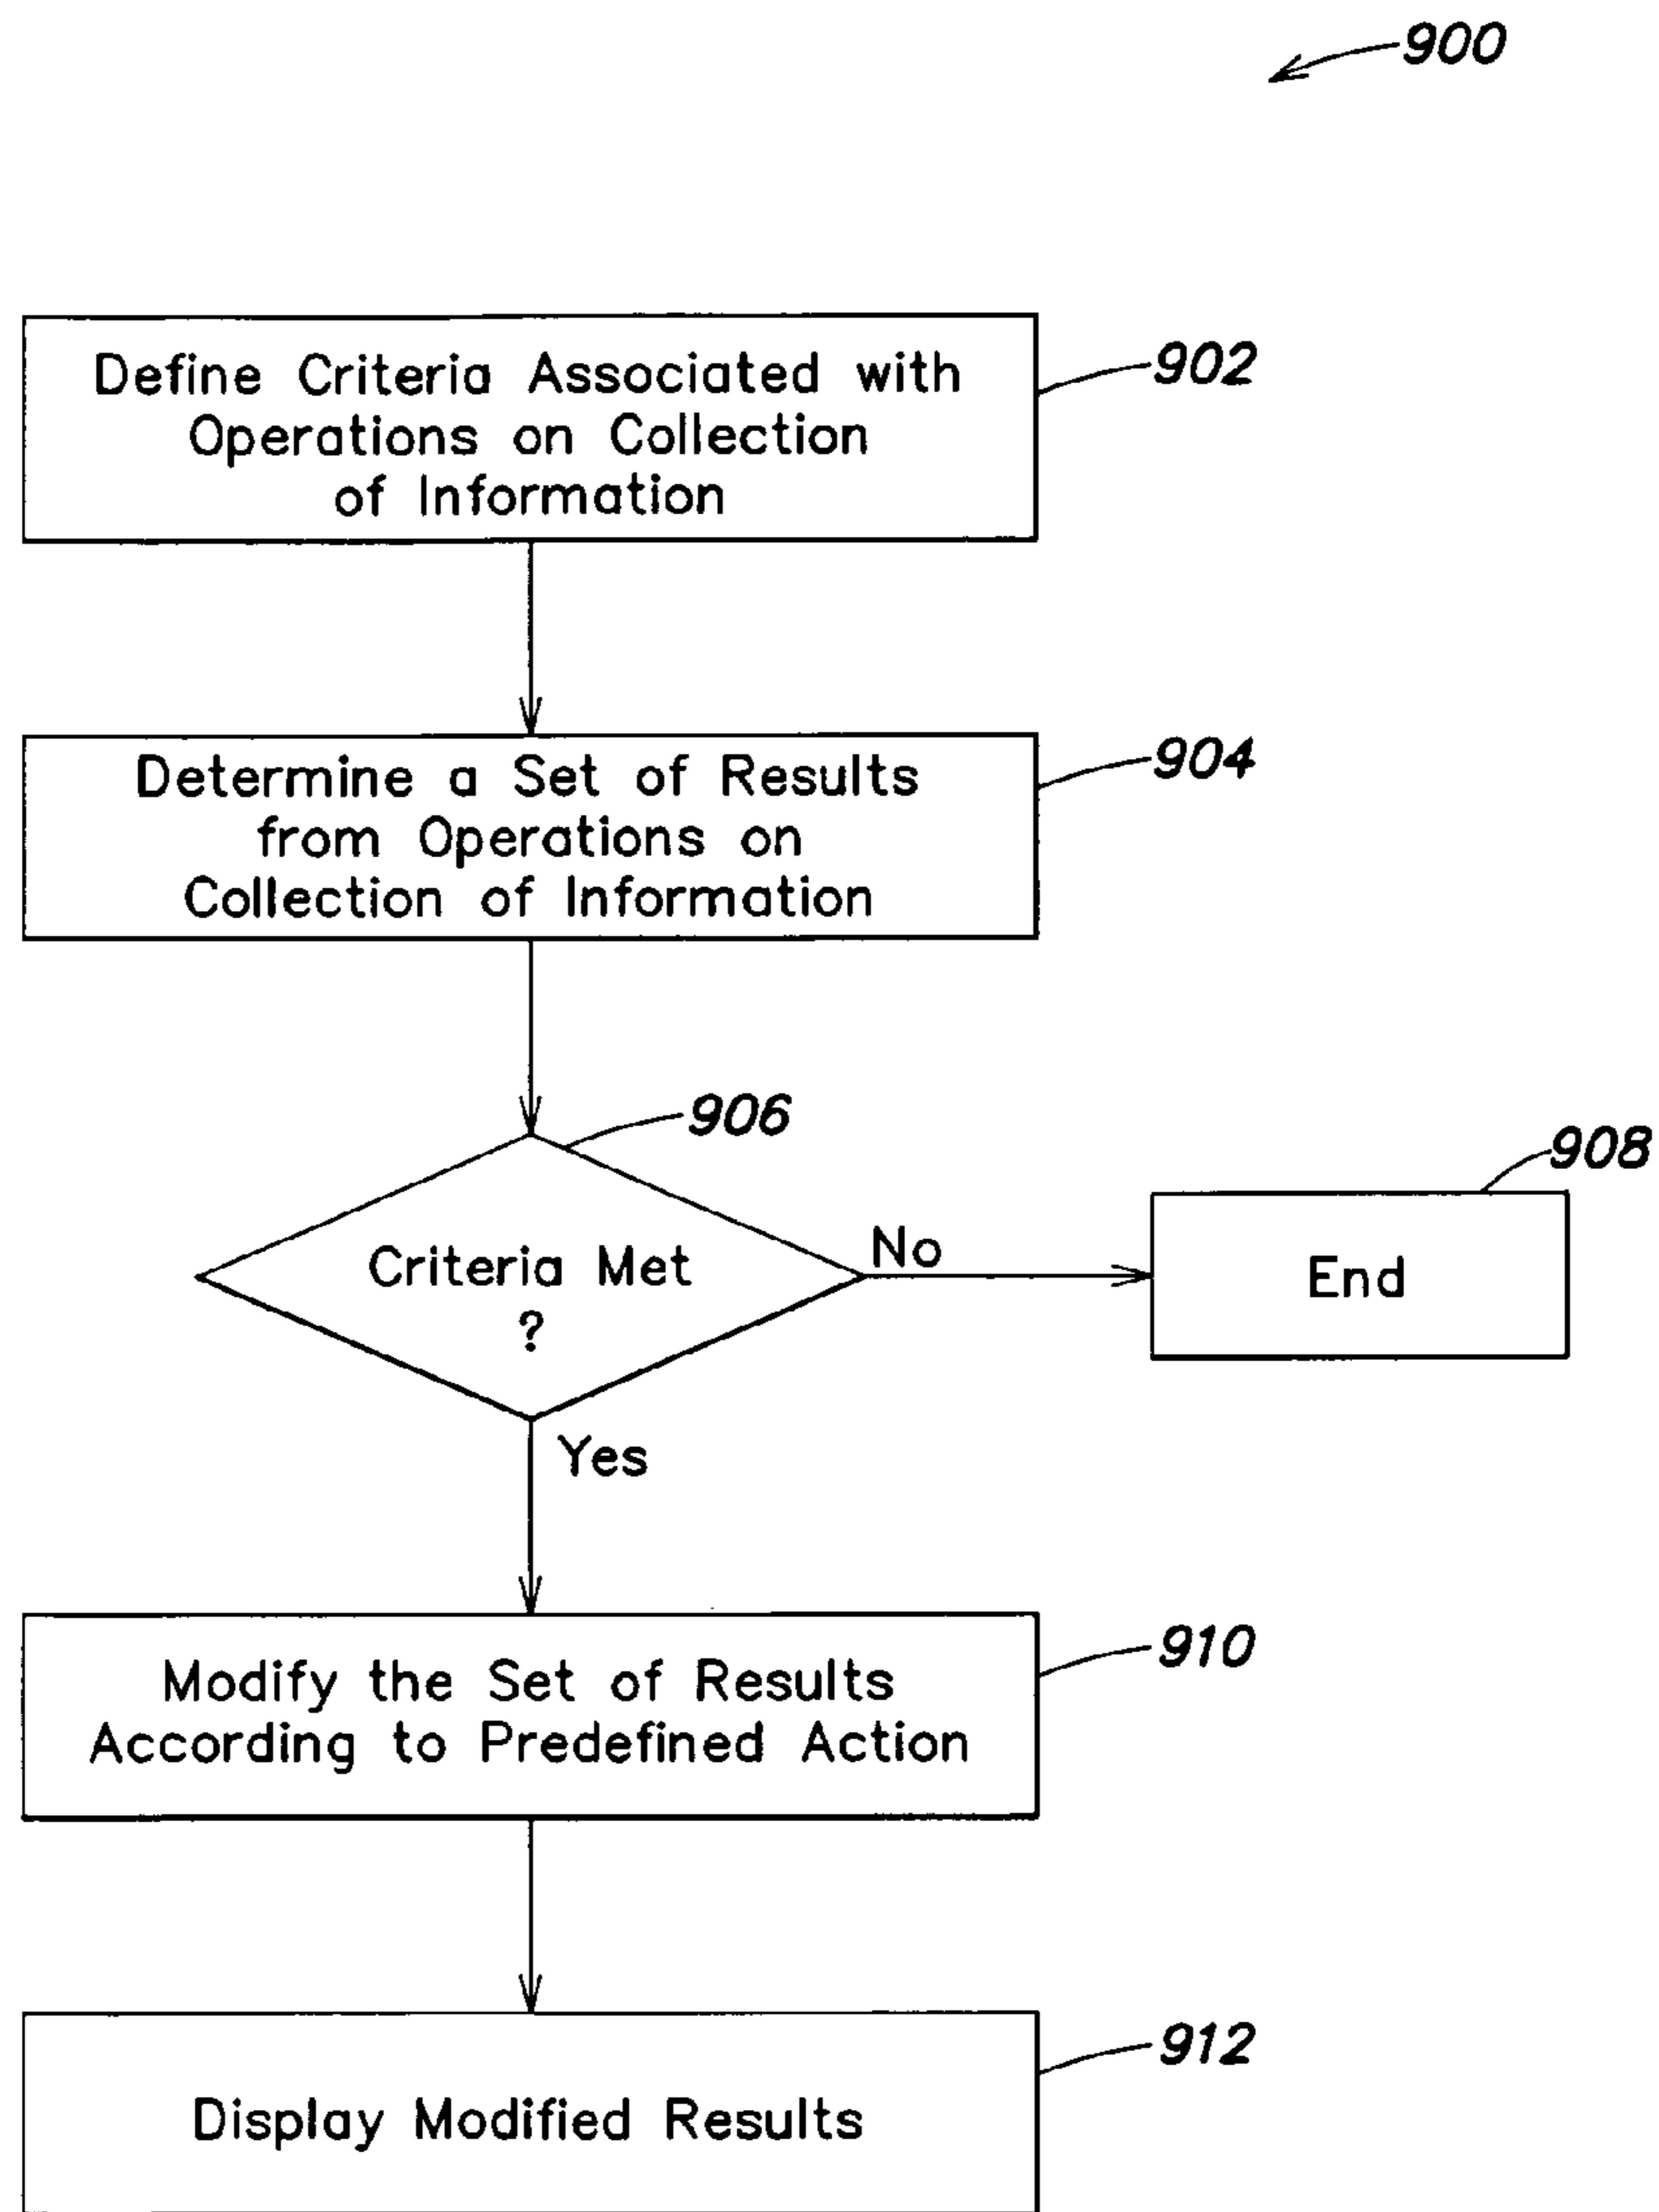 900
Define Criteria Associated with
Operations on Collection
of Information
902
Determine a Set of Results
from Operations on
Collection of Information
904
906
Criteria Met
?
No
908
End
Yes
Modify the Set of Results
According to Predefined Action
910
Display Modified Results
912